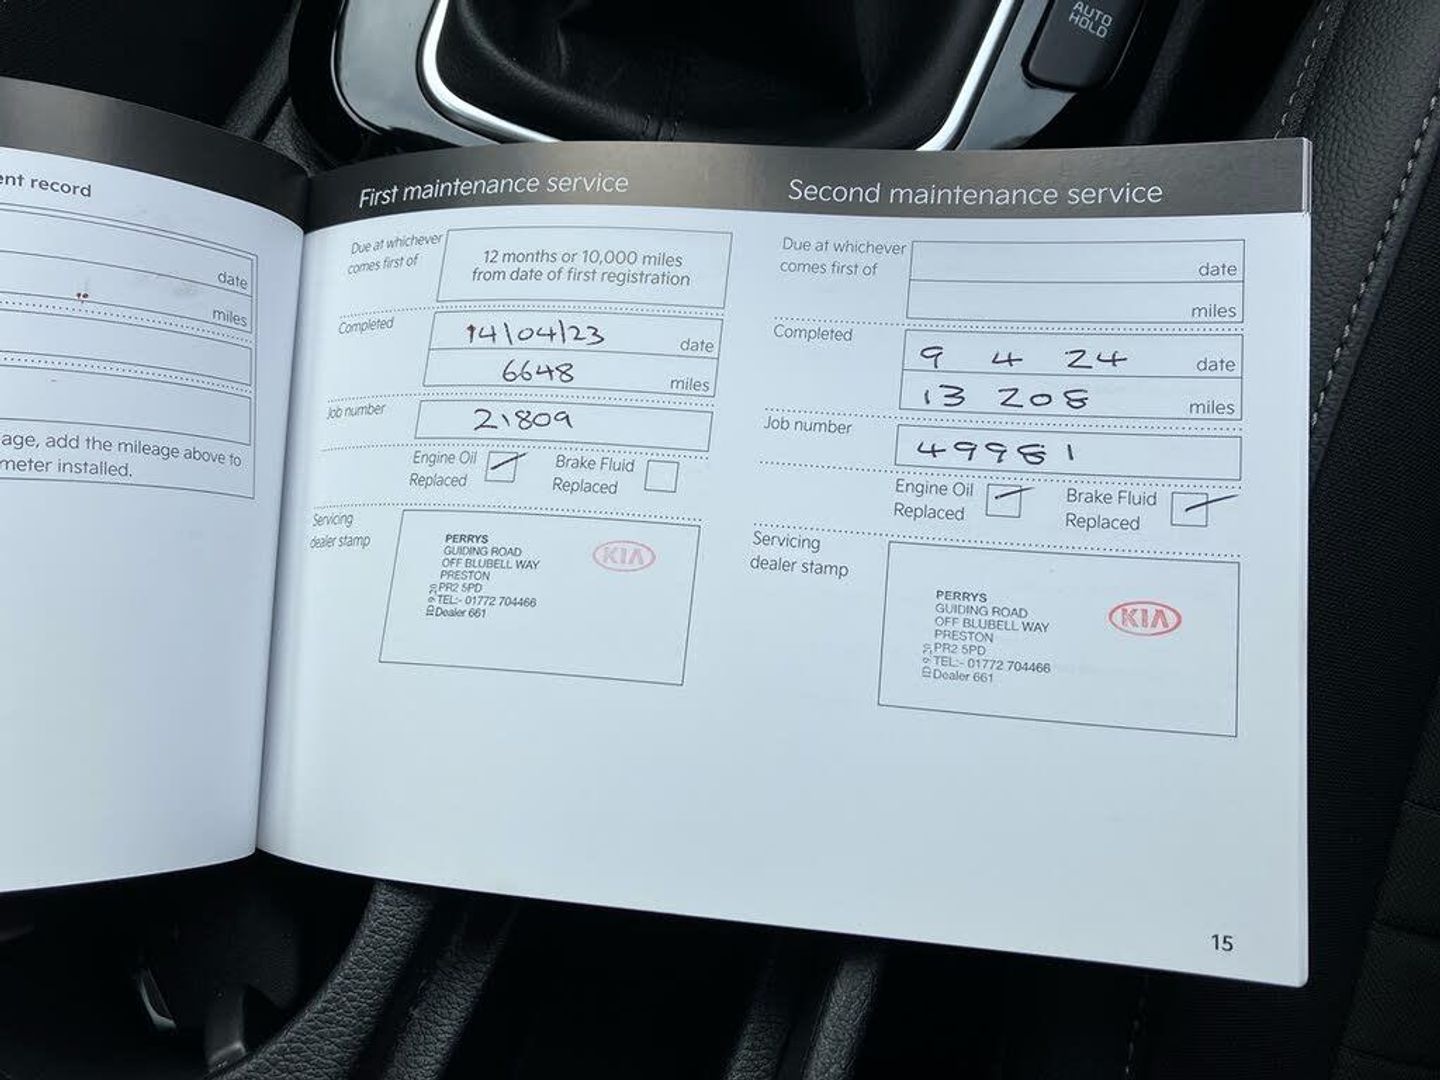 AUTO
HOLD
ent record
date
miles
age, add the mileage above to
meter installed.
First maintenance service
Due at whichever
comes first of
12 months or 10,000 miles
from date of first registration
Completed
14/04/23 date
6648 miles
Job number
21809
Engine Oil
Replaced
Brake Fluid
Replaced
Servicing
dealer stamp
PERRYS
GUIDING ROAD
OFF BLUBELL WAY
PRESTON
PR2 5PD
TEL:- 01772 704466
Dealer 661
KIA
Second maintenance service
Due at whichever
comes first of
date
miles
Completed
9 4 24 date
13 208 miles
Job number
49981
Engine Oil
Replaced
Brake Fluid
Replaced
Servicing
dealer stamp
PERRYS
GUIDING ROAD
OFF BLUBELL WAY
PRESTON
PR2 5PD
TEL:- 01772 704466
Dealer 661
KIA
15